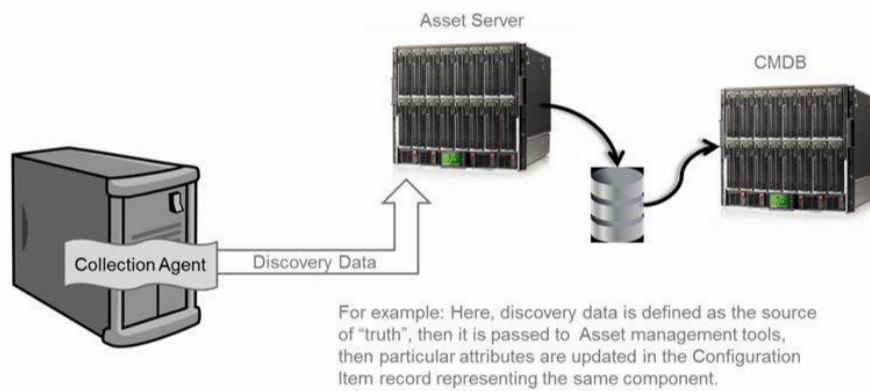 Asset Server
CMDB
Collection Agent
Discovery Data
For example: Here, discovery data is defined as the source
of “truth”, then it is passed to Asset management tools,
then particular attributes are updated in the Configuration
Item record representing the same component.